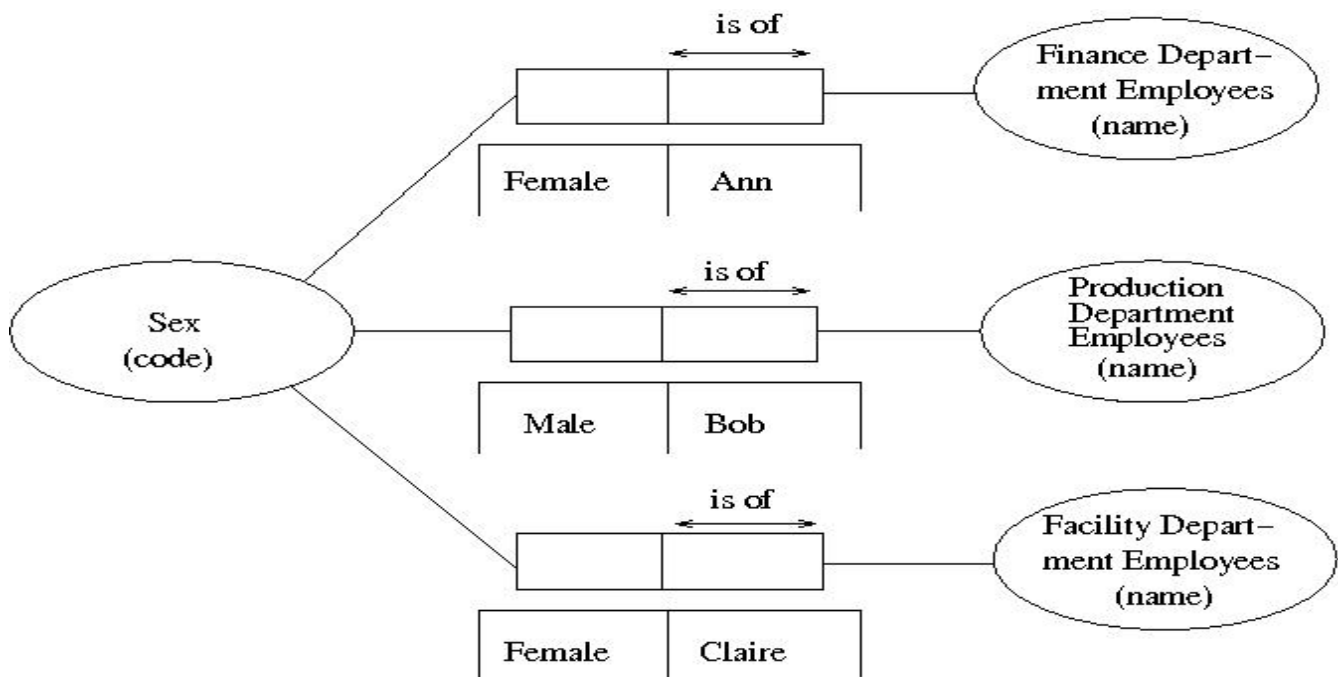 is of
Finance Depart–
ment Employees
(name)
Female
Ann
is of
Sex
(code)
Production
Department
Employees
(name)
Male
Bob
is of
Facility Depart–
ment Employees
(name)
Female
Claire